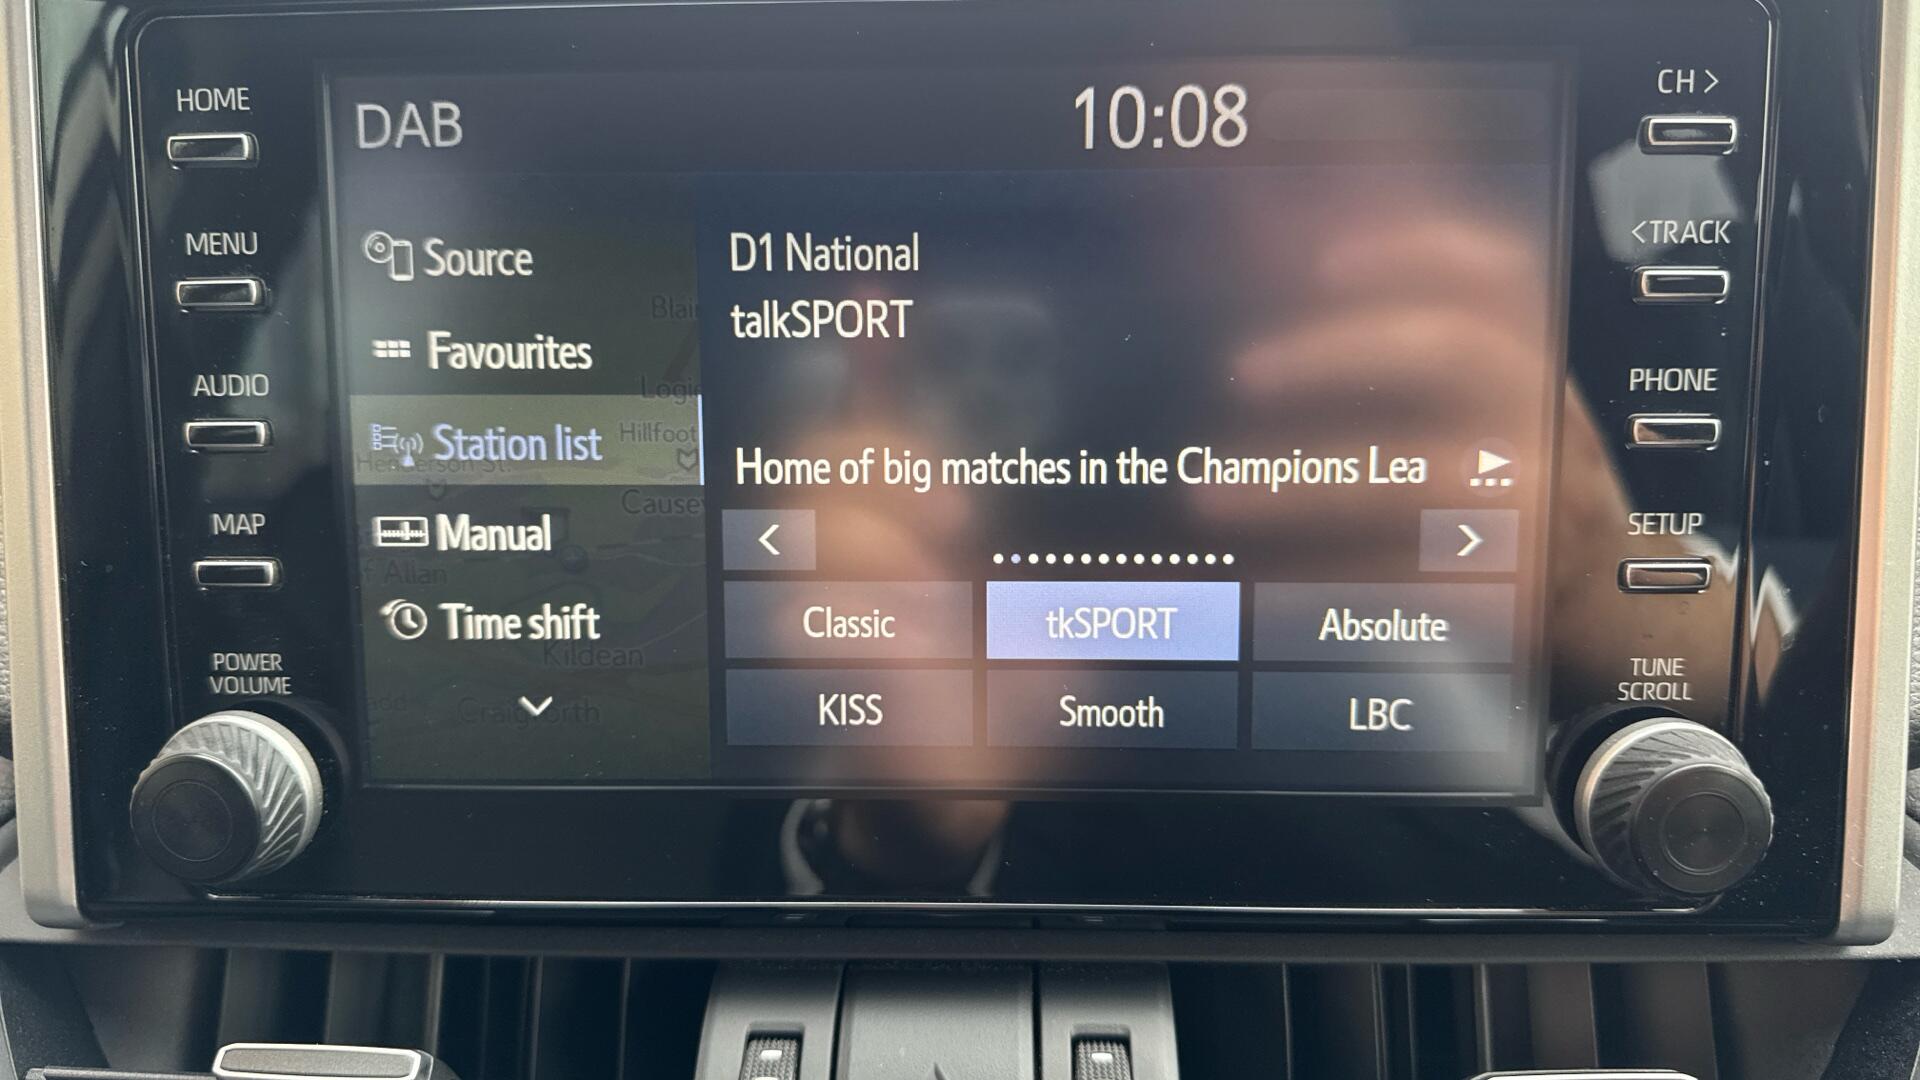 HOME
MENU
AUDIO
MAP
POWER
VOLUME
DAB
10:08
Source
Favourites
Station list
Manual
Time shift
Hillfoot
Kildean
D1 National
talkSPORT
Home of big matches in the Champions Lea
Classic
tkSPORT
Absolute
KISS
Smooth
LBC
CH >
< TRACK
PHONE
SETUP
TUNE
SCROLL